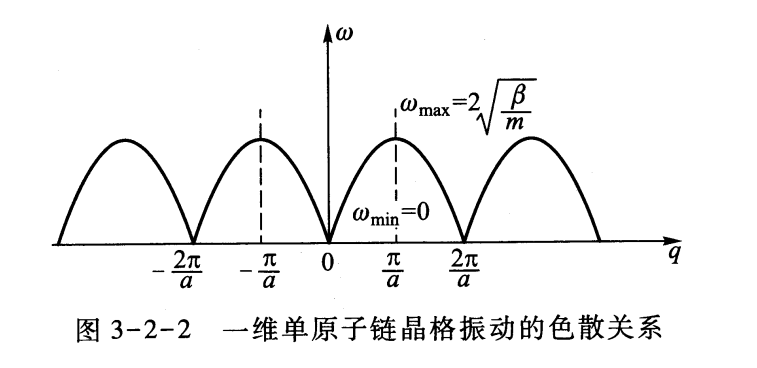 ω
ω_max=2√(β/m)
ω_min=0
-2π/a -π/a 0 π/a 2π/a q
图 3-2-2 一维单原子链晶格振动的色散关系